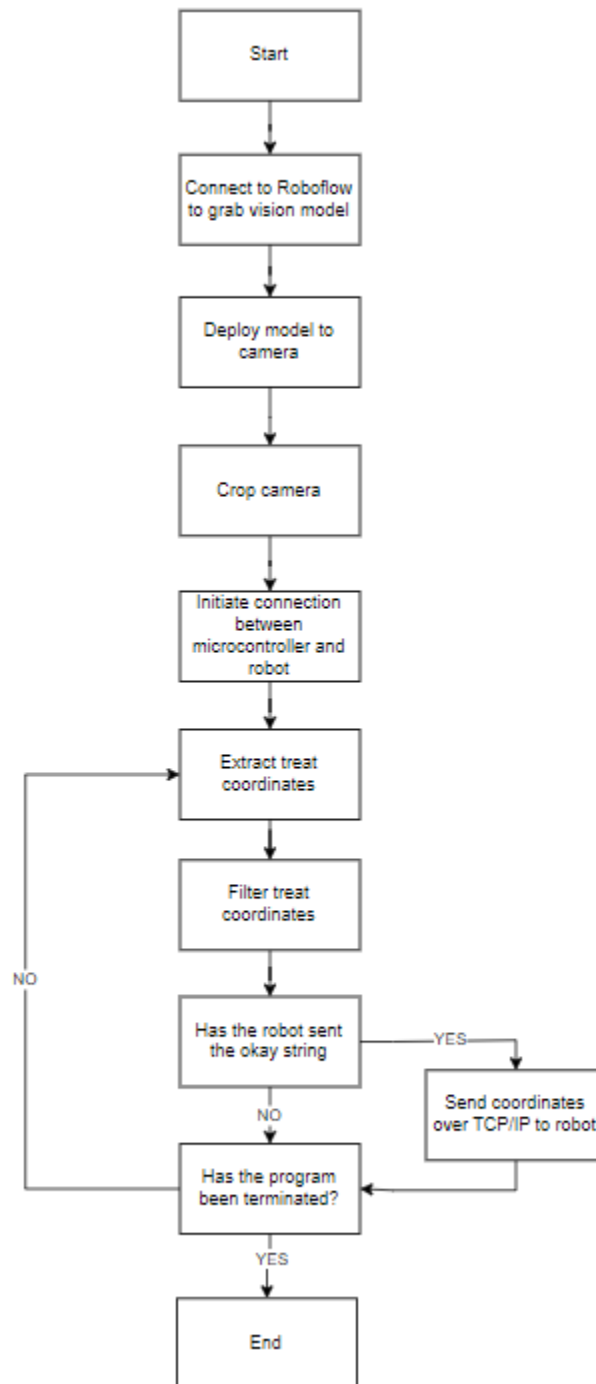 Start
Connect to Roboflow
to grab vision model
Deploy model to
camera
Crop camera
Initiate connection
between
microcontroller and
robot
Extract treat
coordinates
Filter treat
coordinates
NO
Has the robot sent
the okay string
YES
Send coordinates
over TCP/IP to robot
NO
Has the program
been terminated?
YES
End